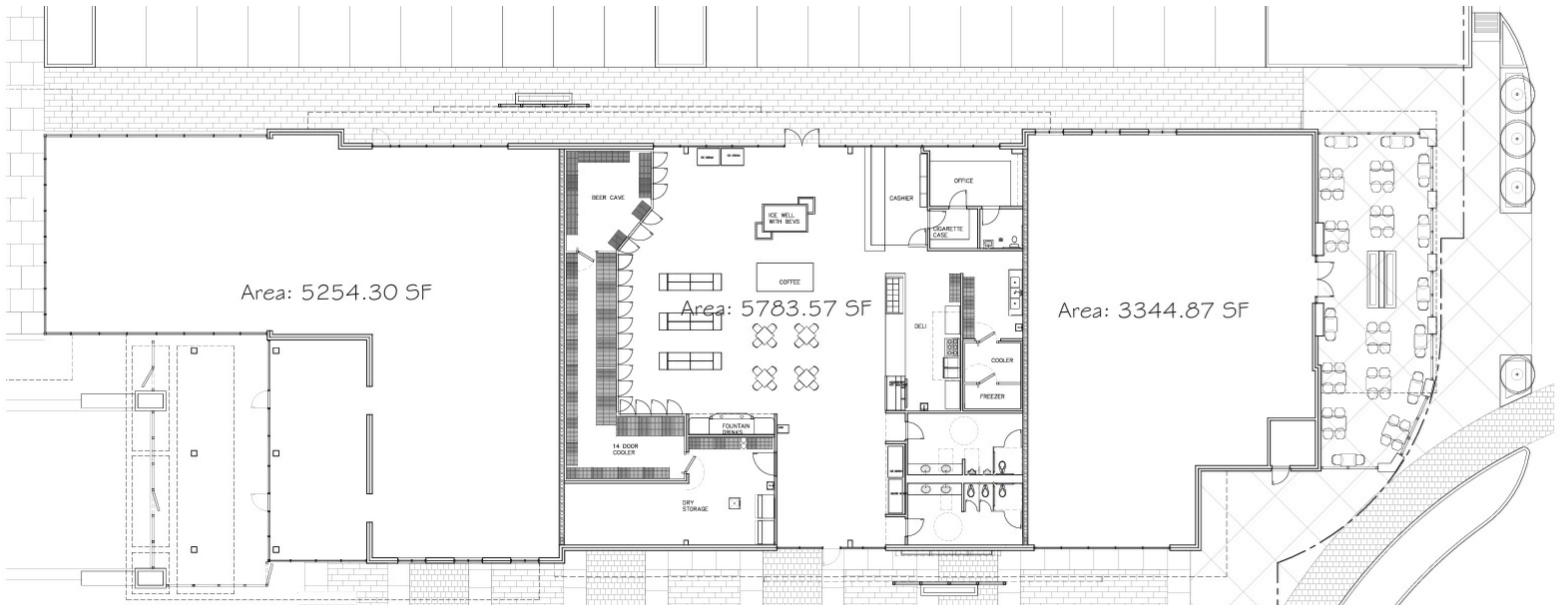 BEER CAVE
ICE WELL
WITH BEVS
CASHIER
OFFICE
CIGARETTE
CASE
COFFEE
Area: 5254.30 SF
Area: 5783.57 SF
Area: 3344.87 SF
DELI
COOLER
FREEZER
FOUNTAIN
DRINKS
14 DOOR
COOLER
DRY
STORAGE